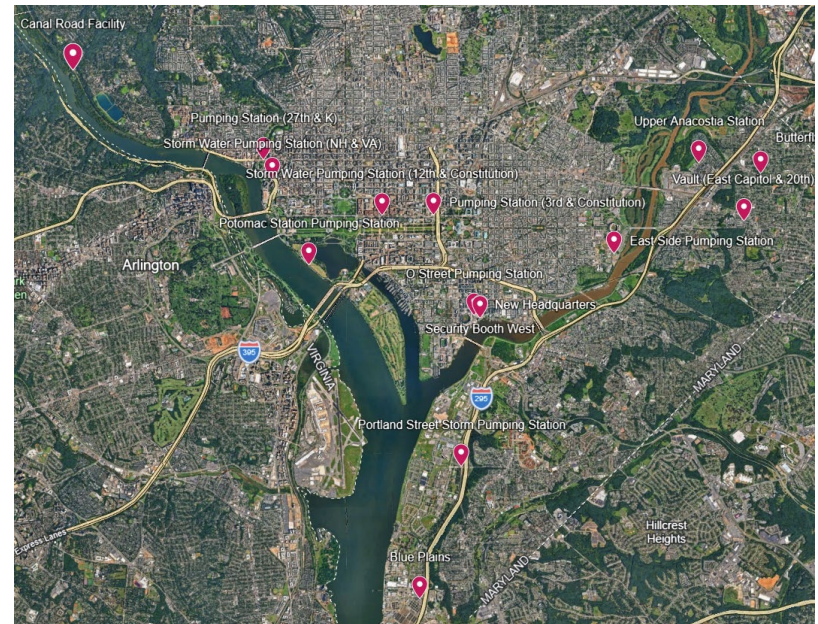 Canal Road Facility
Pumping Station (27th & K)
Upper Anacostia Station
Butterfl
Storm Water Pumping Station (NH & VA)
Storm Water Pumping Station (12th & Constitution)
Vault (East Capitol & 20th)
Pumping Station (3rd & Constitution)
Potomac Station Pumping Station
East Side Pumping Station
Arlington
O Street Pumping Station
New Headquarters
Security Booth West
395
VIRGINIA
MARYLAND
295
Portland Street Storm Pumping Station
Hillcrest
Heights
Express Lanes
Blue Plains
MARYLAND